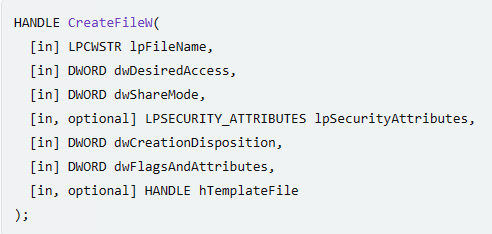 HANDLE CreateFileW(
[in] LPCWSTR lpFileName,
[in] DWORD dwDesiredAccess,
[in] DWORD dwShareMode,
[in, optional] LPSECURITY_ATTRIBUTES lpSecurityAttributes,
[in] DWORD dwCreationDisposition,
[in] DWORD dwFlagsAndAttributes,
[in, optional] HANDLE hTemplateFile
);